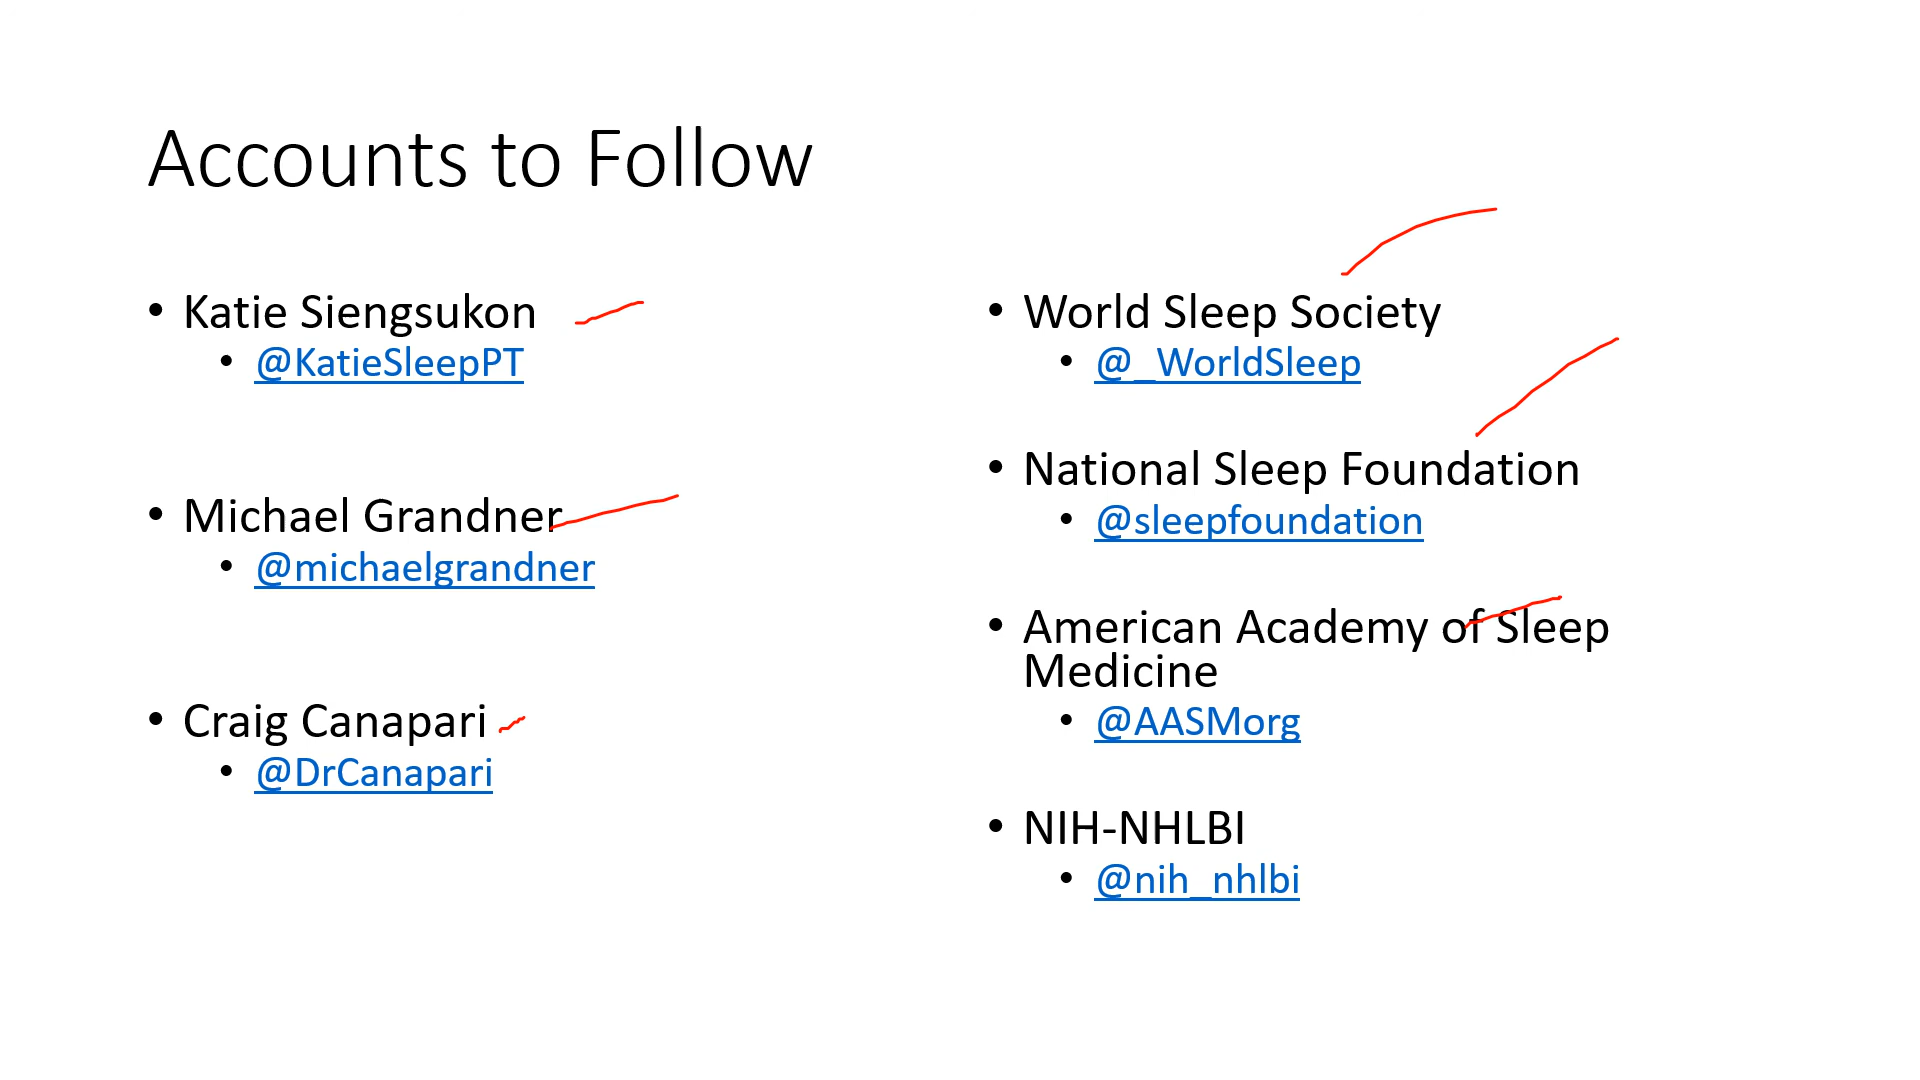 Accounts to Follow
• Katie Siengsukon
• @KatieSleepPT
• Michael Grandner
• @michaelgrandner
• Craig Canapari
• @DrCanapari
• World Sleep Society
• @_WorldSleep
• National Sleep Foundation
• @sleepfoundation
• American Academy of Sleep
Medicine
• @AASMorg
• NIH-NHLBI
• @nih_nhlbi